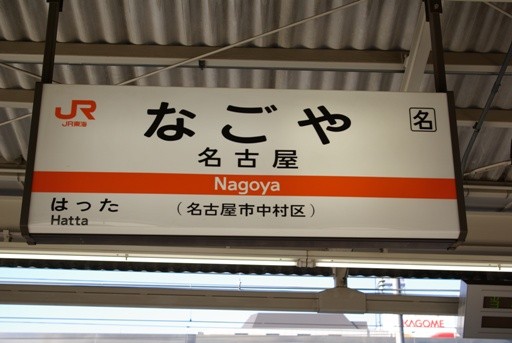 JR
JR東海
なごや
名
名古屋
Nagoya
はった
Hatta
(名古屋市中村区)
KAGOME